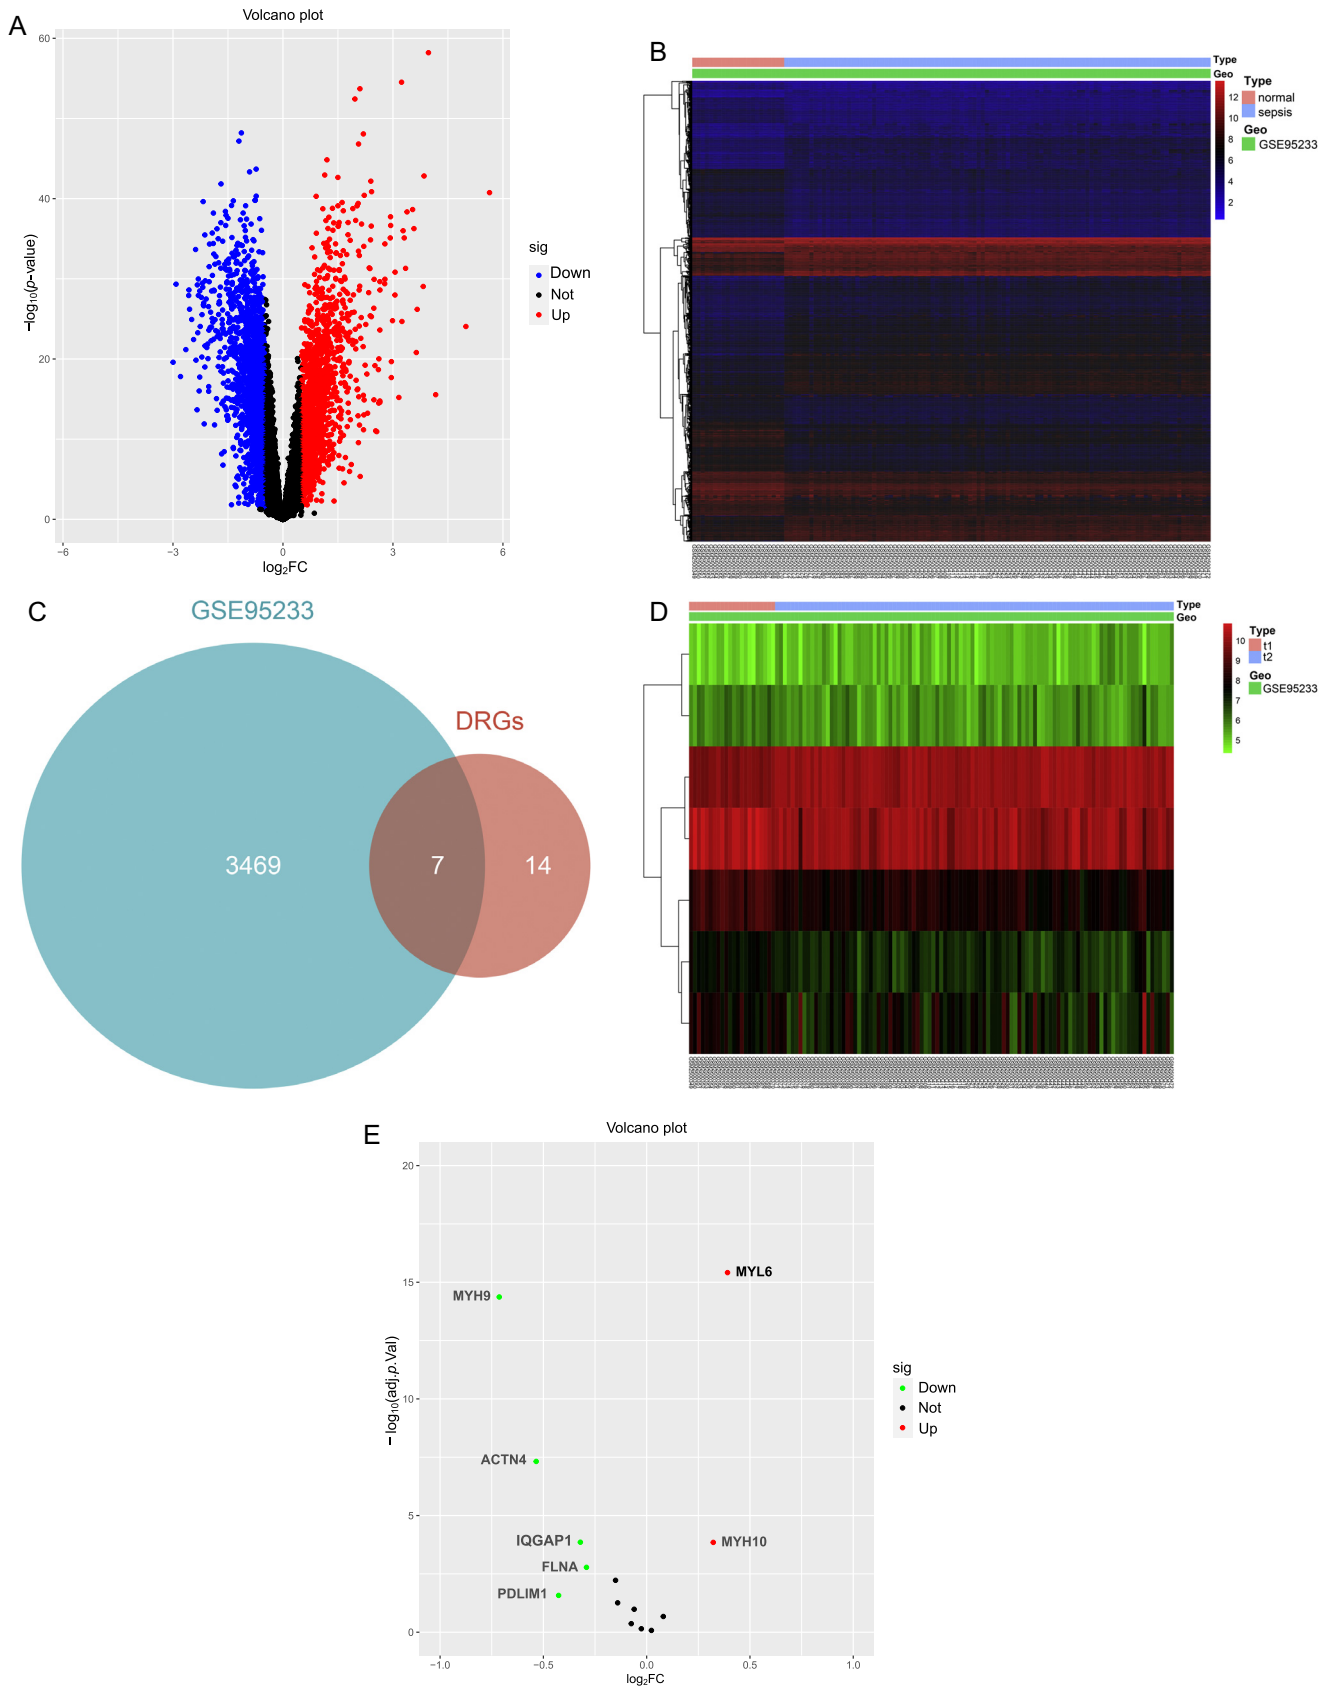 A
Volcano plot
60
40
20
0
−6
−3
0
3
6
−log10(p-value)
log2FC
sig
Down
Not
Up
B
Type
Geo
12
10
8
6
4
2
Type
normal
sepsis
Geo
GSE95233
C
GSE95233
DRGs
3469
7
14
D
Type
Geo
10
9
8
7
6
5
Type
t1
t2
Geo
GSE95233
E
Volcano plot
20
15
10
5
0
−1.0
−0.5
0.0
0.5
1.0
−log10(adj.p.Val)
log2FC
MYL6
MYH9
ACTN4
IQGAP1
MYH10
FLNA
PDLIM1
sig
Down
Not
Up